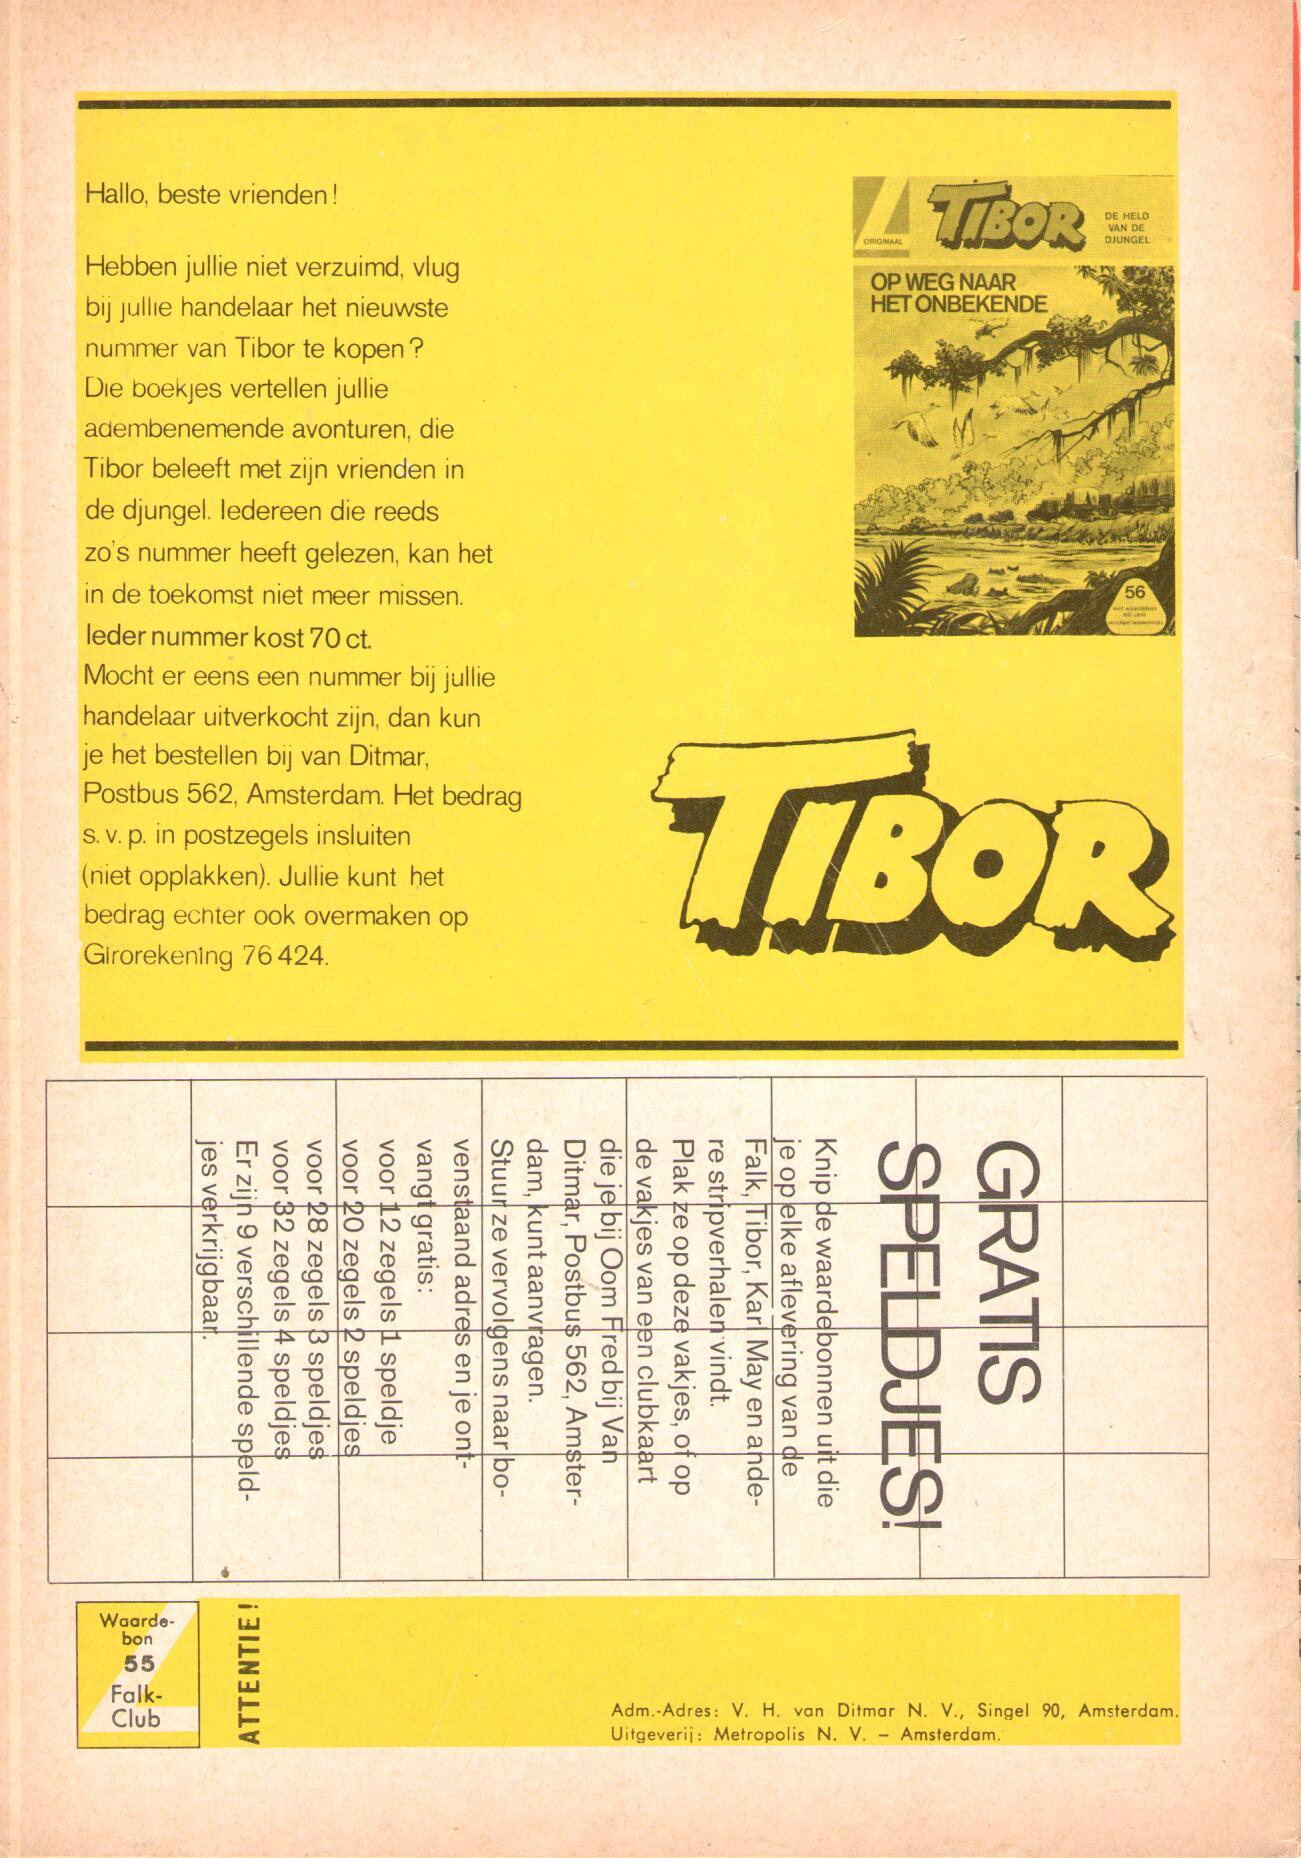 Hallo, beste vrienden!
Hebben jullie niet verzuimd, vlug
bij jullie handelaar het nieuwste
nummer van Tibor te kopen?
Die boekjes vertellen jullie
adembenemende avonturen, die
Tibor beleeft met zijn vrienden in
de djungel. Iedereen die reeds
zo's nummer heeft gelezen, kan het
in de toekomst niet meer missen.
Ieder nummer kost 70 ct.
Mocht er eens een nummer bij jullie
handelaar uitverkocht zijn, dan kun
je het bestellen bij van Ditmar,
Postbus 562, Amsterdam. Het bedrag
s. v. p. in postzegels insluiten
(niet opplakken). Jullie kunt het
bedrag echter ook overmaken op
Girorekening 76 424.
ORIGINAAL
TIBOR
DE HELD
VAN DE
DJUNGEL
OP WEG NAAR
HET ONBEKENDE
56
TIBOR
GRATIS
SPELDJES!
Knip de waardebonnen uit die
je op elke aflevering van de
Falk, Tibor, Karl May en ande-
re stripverhalen vindt.
Plak ze op deze vakjes, of op
de vakjes van een clubkaart
die je bij Oom Fred bij Van
Ditmar, Postbus 562, Amster-
dam, kunt aanvragen.
Stuur ze vervolgens naar bo-
venstaand adres en je ont-
vangt gratis:
voor 12 zegels 1 speldje
voor 20 zegels 2 speldjes
voor 28 zegels 3 speldjes
voor 32 zegels 4 speldjes
Er zijn 9 verschillende speld-
jes verkrijgbaar.
Waarde-
bon
55
Falk-
Club
ATTENTIE!
Adm.-Adres: V. H. van Ditmar N. V., Singel 90, Amsterdam.
Uitgeverij: Metropolis N. V. – Amsterdam.